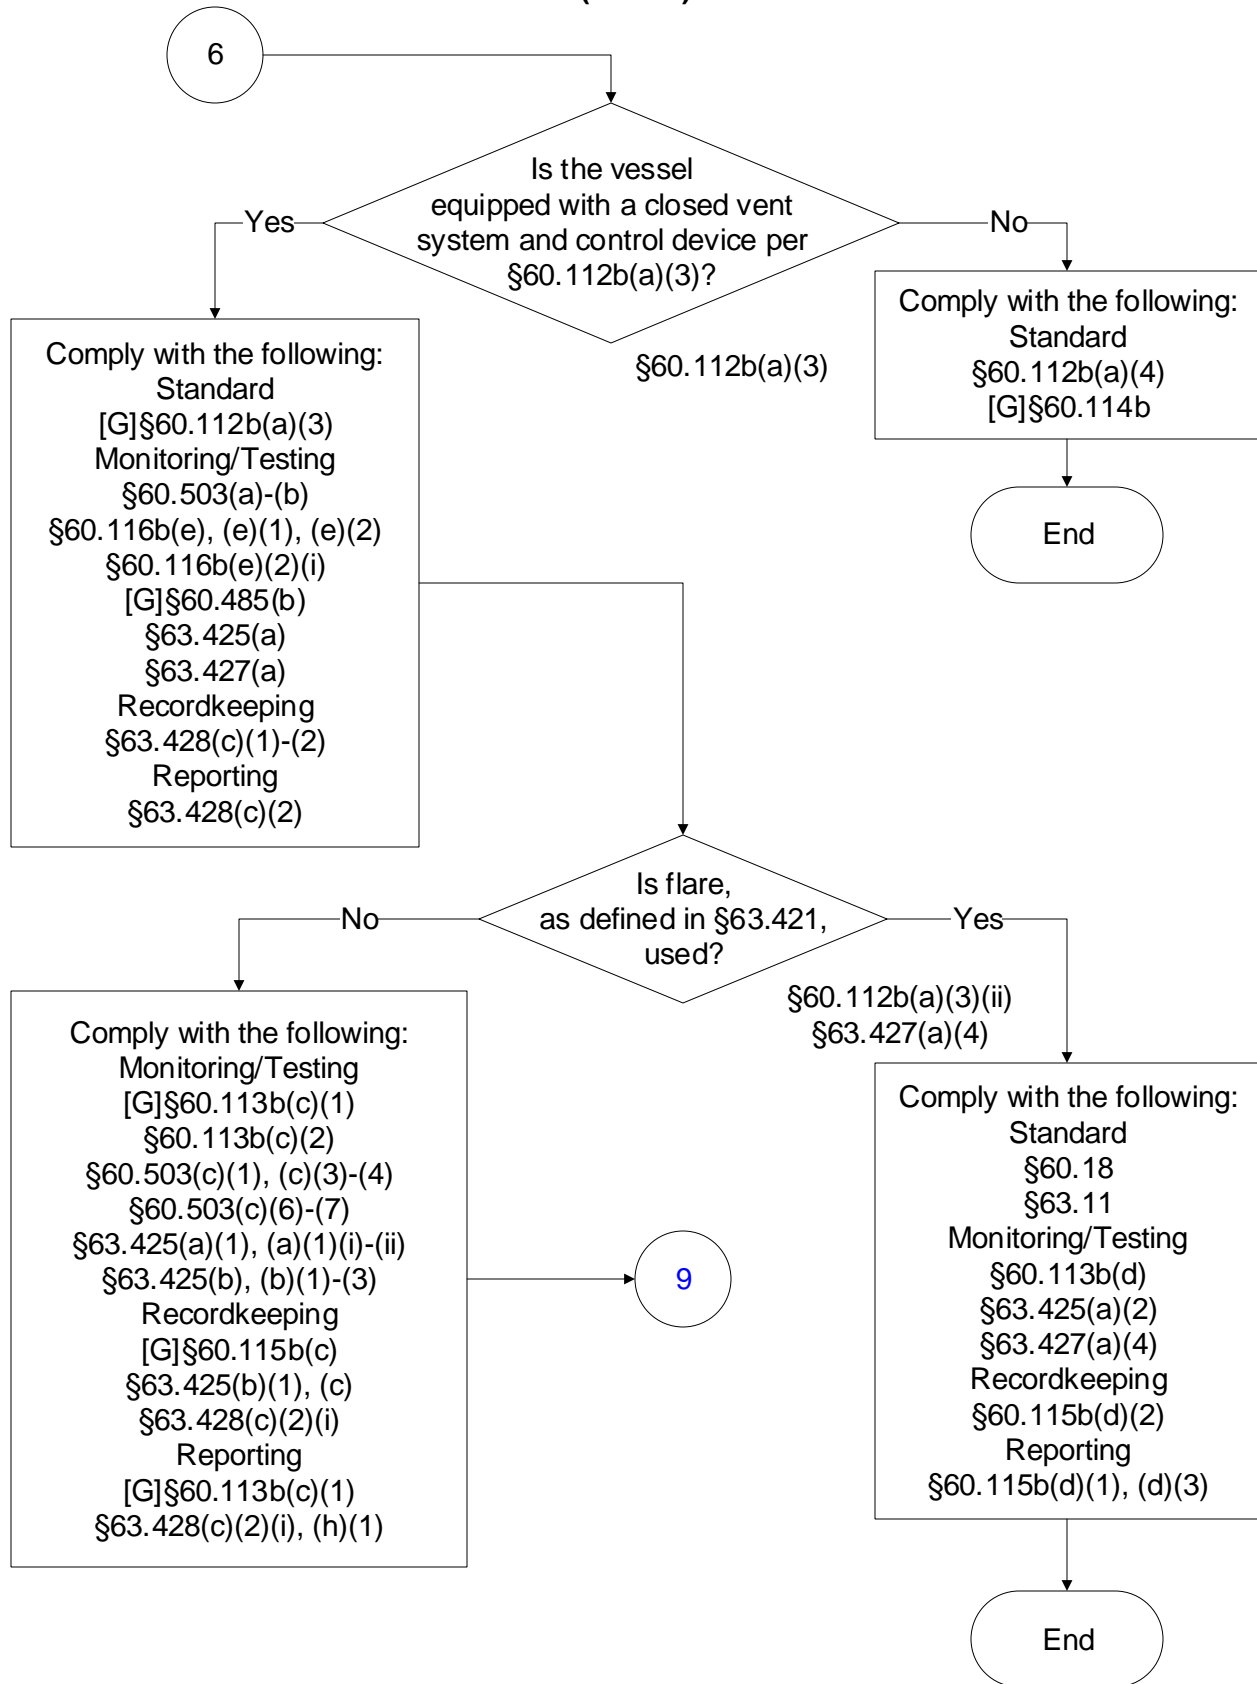 6
Is the vessel
equipped with a closed vent
system and control device per
§60.112b(a)(3)?
Yes
No
§60.112b(a)(3)
Comply with the following:
Standard
§60.112b(a)(4)
[G]§60.114b
End
Comply with the following:
Standard
[G]§60.112b(a)(3)
Monitoring/Testing
§60.503(a)-(b)
§60.116b(e), (e)(1), (e)(2)
§60.116b(e)(2)(i)
[G]§60.485(b)
§63.425(a)
§63.427(a)
Recordkeeping
§63.428(c)(1)-(2)
Reporting
§63.428(c)(2)
Is flare,
as defined in §63.421,
used?
No
Yes
§60.112b(a)(3)(ii)
§63.427(a)(4)
Comply with the following:
Monitoring/Testing
[G]§60.113b(c)(1)
§60.113b(c)(2)
§60.503(c)(1), (c)(3)-(4)
§60.503(c)(6)-(7)
§63.425(a)(1), (a)(1)(i)-(ii)
§63.425(b), (b)(1)-(3)
Recordkeeping
[G]§60.115b(c)
§63.425(b)(1), (c)
§63.428(c)(2)(i)
Reporting
[G]§60.113b(c)(1)
§63.428(c)(2)(i), (h)(1)
9
Comply with the following:
Standard
§60.18
§63.11
Monitoring/Testing
§60.113b(d)
§63.425(a)(2)
§63.427(a)(4)
Recordkeeping
§60.115b(d)(2)
Reporting
§60.115b(d)(1), (d)(3)
End